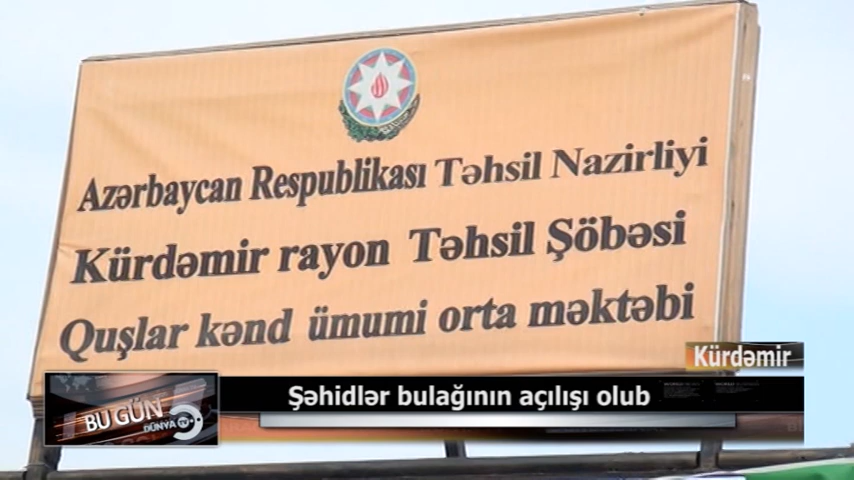 Azərbaycan Respublikası Təhsil Nazirliyi
Kürdəmir rayon Təhsil Şöbəsi
Quşlar kənd ümumi orta məktəbi
Kürdəmir
Şəhidlər bulağının açılışı olub
BU GÜN
DÜNYA TV